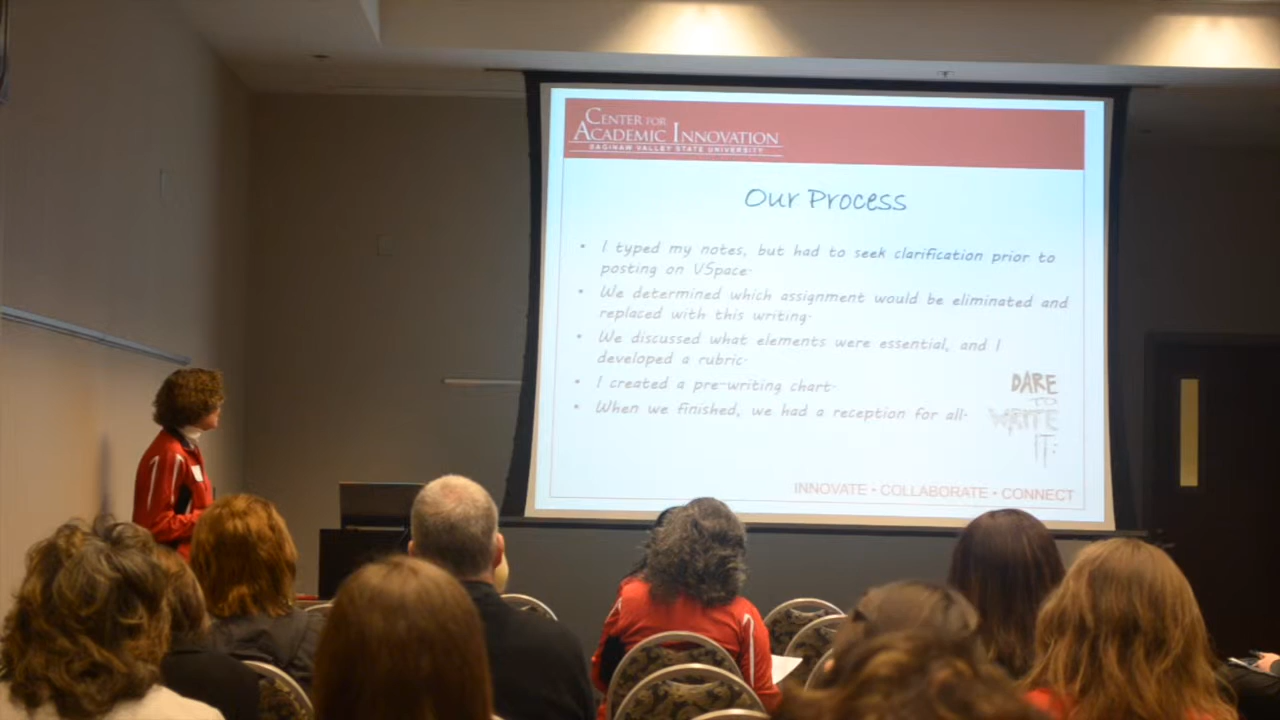 CENTER FOR
ACADEMIC INNOVATION
SAGINAW VALLEY STATE UNIVERSITY
Our Process
• I typed my notes, but had to seek clarification prior to
posting on VSpace.
• We determined which assignment would be eliminated and
replaced with this writing.
• We discussed what elements were essential, and I
developed a rubric.
• I created a pre-writing chart.
• When we finished, we had a reception for all.
DARE
TO
WRITE
IT:
INNOVATE • COLLABORATE • CONNECT